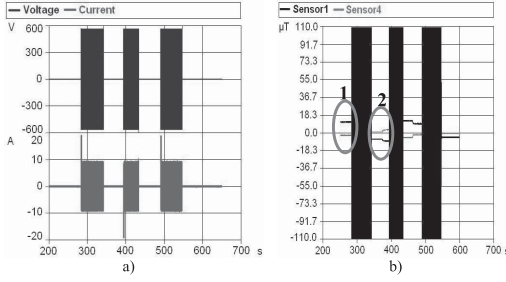 Voltage Current
V 600
300
0
-300
-600
A 20
10
0
-10
-20
200 300 400 500 600 700 s
a)
Sensor1 Sensor4
μT 110.0
91.7
73.3
55.0
36.7
18.3
0.0
-18.3
-36.7
-55.0
-73.3
-91.7
-110.0
1 2
200 300 400 500 600 700 s
b)